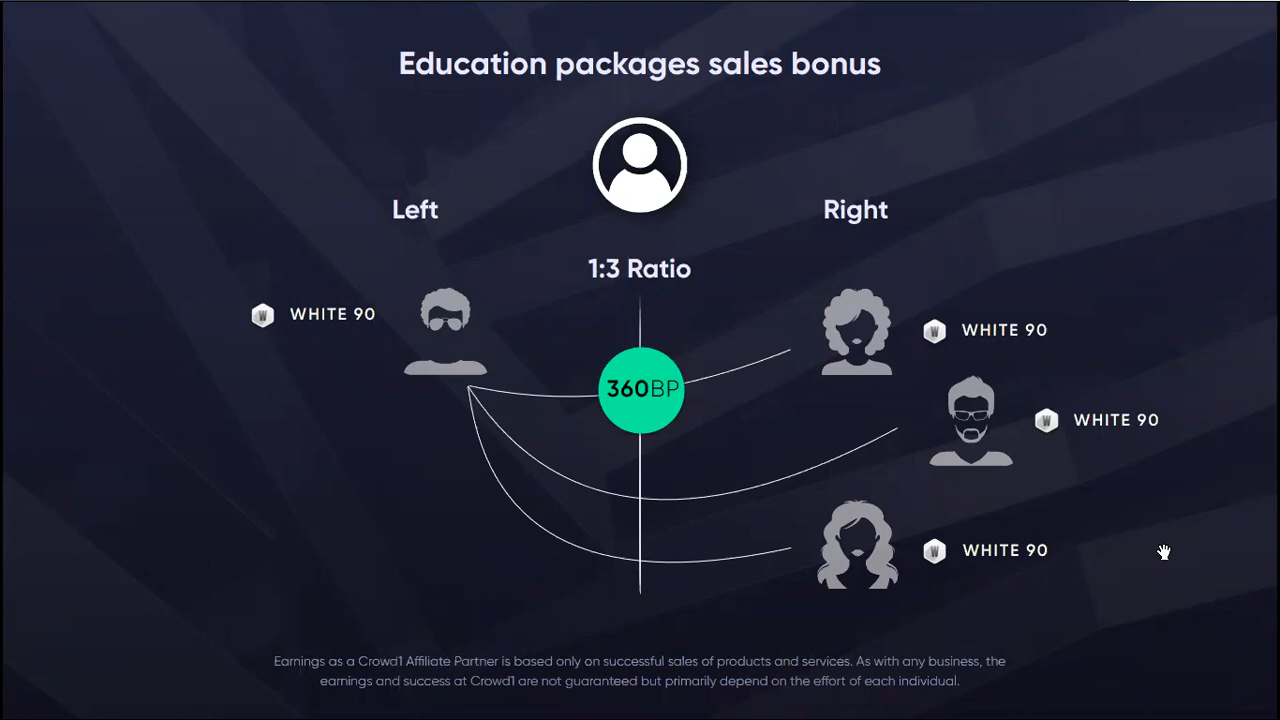 Education packages sales bonus
Left
Right
1:3 Ratio
W WHITE 90
W WHITE 90
360BP
W WHITE 90
W WHITE 90
Earnings as a Crowd1 Affiliate Partner is based only on successful sales of products and services. As with any business, the
earnings and success at Crowd1 are not guaranteed but primarily depend on the effort of each individual.